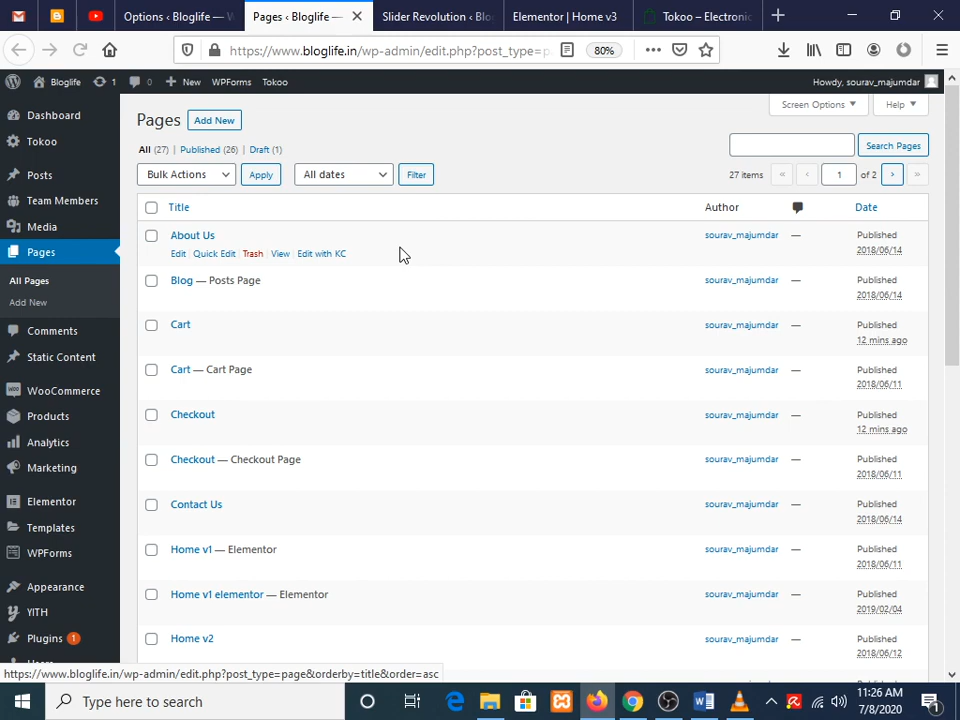 Options ‹ Bloglife — W
Pages ‹ Bloglife —
Slider Revolution ‹ Blo
Elementor | Home v3
Tokoo – Electronic
https://www.bloglife.in/wp-admin/edit.php?post_type=p
80%
Bloglife
1
0
New
WPForms
Tokoo
Howdy, sourav_majumdar
Dashboard
Tokoo
Posts
Team Members
Media
Pages
All Pages
Add New
Comments
Static Content
WooCommerce
Products
Analytics
Marketing
Elementor
Templates
WPForms
Appearance
YITH
Plugins 1
Pages
Add New
Screen Options
Help
All (27) | Published (26) | Draft (1)
Search Pages
Bulk Actions
Apply
All dates
Filter
27 items « ‹ 1 of 2 › »
Title Author Date
About Us sourav_majumdar — Published
Edit | Quick Edit | Trash | View | Edit with KC 2018/06/14
Blog — Posts Page sourav_majumdar — Published
2018/06/14
Cart sourav_majumdar — Published
12 mins ago
Cart — Cart Page sourav_majumdar — Published
2018/06/11
Checkout sourav_majumdar — Published
12 mins ago
Checkout — Checkout Page sourav_majumdar — Published
2018/06/11
Contact Us sourav_majumdar — Published
2018/06/14
Home v1 — Elementor sourav_majumdar — Published
2018/06/11
Home v1 elementor — Elementor sourav_majumdar — Published
2019/02/04
Home v2 sourav_majumdar — Published
2018/06/12
https://www.bloglife.in/wp-admin/edit.php?post_type=page&orderby=title&order=asc
Type here to search
11:26 AM
7/8/2020
1